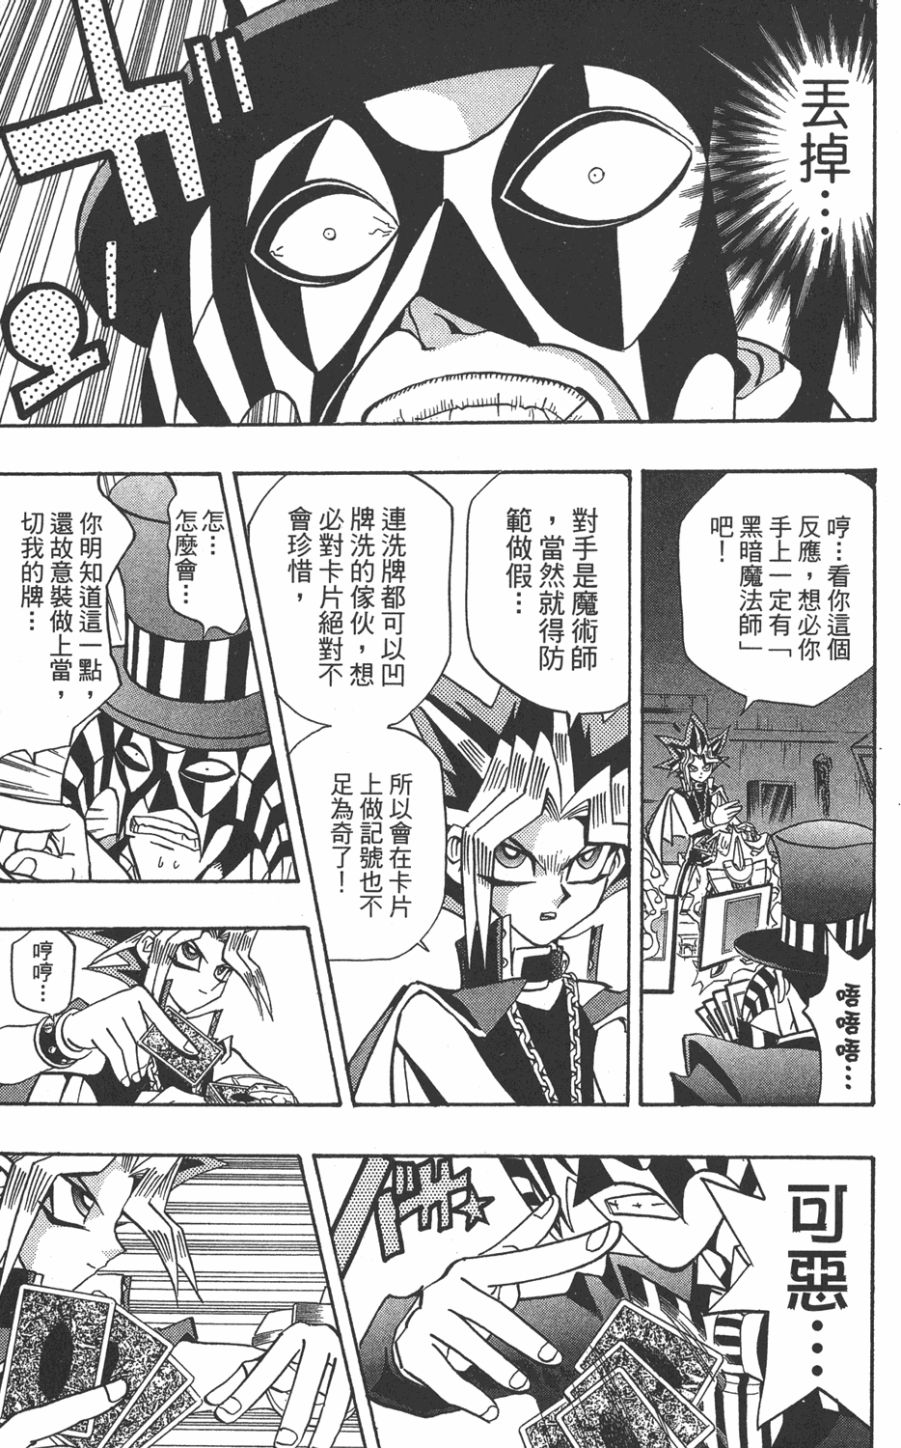 丟掉…
哼…看你這個
反應，想必你
手上一定有「
黑暗魔法師」
吧！
唔唔唔…
對手是魔術師
，當然就得防
範做假…
連洗牌都可以凹
牌洗的傢伙，想
必對卡片絕對不
會珍惜，
所以會在卡片
上做記號也不
足為奇了！
怎…
怎麼會…
你明知道這一點，
還故意裝做上當，
切我的牌…
哼哼…
可惡…